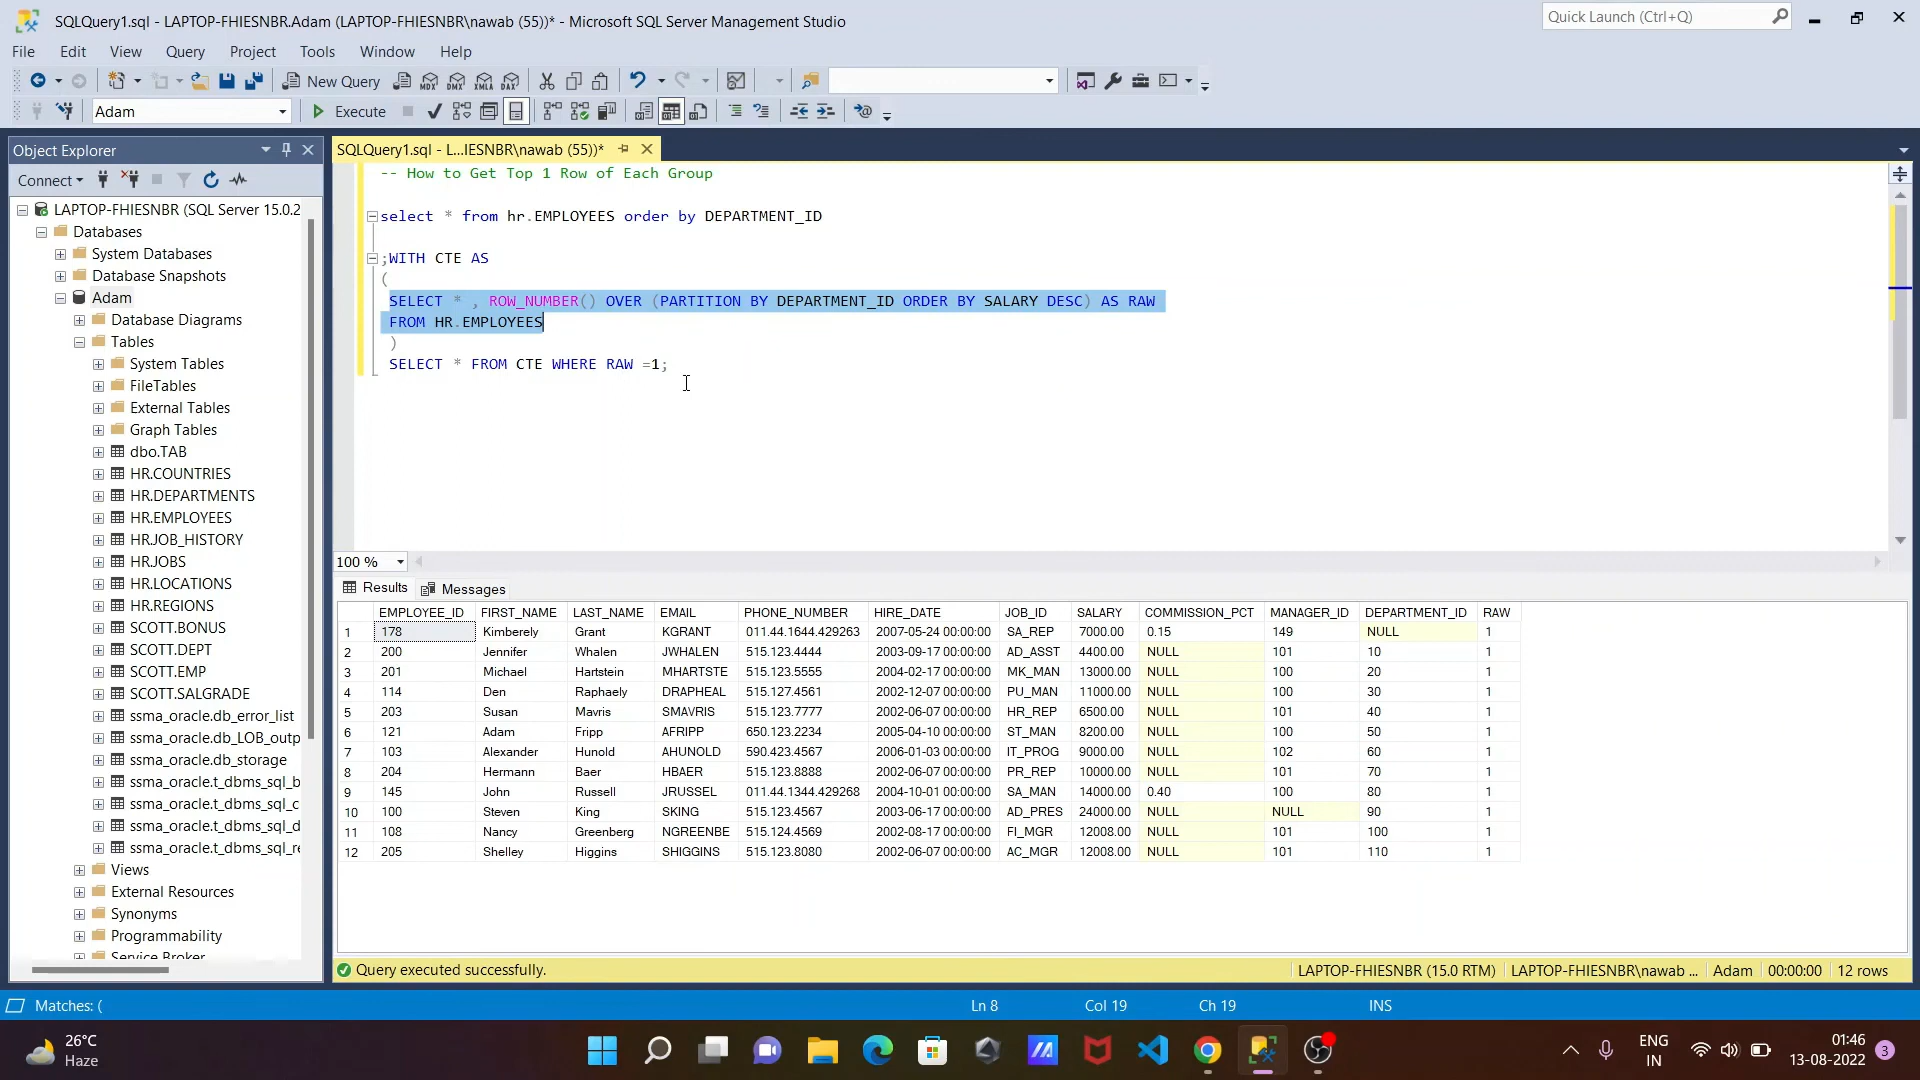 SQLQuery1.sql - LAPTOP-FHIESNBR.Adam (LAPTOP-FHIESNBR\nawab (55))* - Microsoft SQL Server Management Studio
Quick Launch (Ctrl+Q)
File Edit View Query Project Tools Window Help
New Query MDX DMX XMLA DAX
Adam Execute
Object Explorer
Connect
LAPTOP-FHIESNBR (SQL Server 15.0.2
Databases
System Databases
Database Snapshots
Adam
Database Diagrams
Tables
System Tables
FileTables
External Tables
Graph Tables
dbo.TAB
HR.COUNTRIES
HR.DEPARTMENTS
HR.EMPLOYEES
HR.JOB_HISTORY
HR.JOBS
HR.LOCATIONS
HR.REGIONS
SCOTT.BONUS
SCOTT.DEPT
SCOTT.EMP
SCOTT.SALGRADE
ssma_oracle.db_error_list
ssma_oracle.db_LOB_outp
ssma_oracle.db_storage
ssma_oracle.t_dbms_sql_b
ssma_oracle.t_dbms_sql_c
ssma_oracle.t_dbms_sql_d
ssma_oracle.t_dbms_sql_re
Views
External Resources
Synonyms
Programmability
Service Broker
SQLQuery1.sql - L...IESNBR\nawab (55))*
-- How to Get Top 1 Row of Each Group
select * from hr.EMPLOYEES order by DEPARTMENT_ID
;WITH CTE AS
(
SELECT * , ROW_NUMBER() OVER (PARTITION BY DEPARTMENT_ID ORDER BY SALARY DESC) AS RAW
FROM HR.EMPLOYEES
)
SELECT * FROM CTE WHERE RAW =1;
100 %
Results Messages
EMPLOYEE_ID FIRST_NAME LAST_NAME EMAIL PHONE_NUMBER HIRE_DATE JOB_ID SALARY COMMISSION_PCT MANAGER_ID DEPARTMENT_ID RAW
1 178 Kimberely Grant KGRANT 011.44.1644.429263 2007-05-24 00:00:00 SA_REP 7000.00 0.15 149 NULL 1
2 200 Jennifer Whalen JWHALEN 515.123.4444 2003-09-17 00:00:00 AD_ASST 4400.00 NULL 101 10 1
3 201 Michael Hartstein MHARTSTE 515.123.5555 2004-02-17 00:00:00 MK_MAN 13000.00 NULL 100 20 1
4 114 Den Raphaely DRAPHEAL 515.127.4561 2002-12-07 00:00:00 PU_MAN 11000.00 NULL 100 30 1
5 203 Susan Mavris SMAVRIS 515.123.7777 2002-06-07 00:00:00 HR_REP 6500.00 NULL 101 40 1
6 121 Adam Fripp AFRIPP 650.123.2234 2005-04-10 00:00:00 ST_MAN 8200.00 NULL 100 50 1
7 103 Alexander Hunold AHUNOLD 590.423.4567 2006-01-03 00:00:00 IT_PROG 9000.00 NULL 102 60 1
8 204 Hermann Baer HBAER 515.123.8888 2002-06-07 00:00:00 PR_REP 10000.00 NULL 101 70 1
9 145 John Russell JRUSSEL 011.44.1344.429268 2004-10-01 00:00:00 SA_MAN 14000.00 0.40 100 80 1
10 100 Steven King SKING 515.123.4567 2003-06-17 00:00:00 AD_PRES 24000.00 NULL NULL 90 1
11 108 Nancy Greenberg NGREENBE 515.124.4569 2002-08-17 00:00:00 FI_MGR 12008.00 NULL 101 100 1
12 205 Shelley Higgins SHIGGINS 515.123.8080 2002-06-07 00:00:00 AC_MGR 12008.00 NULL 101 110 1
Query executed successfully. LAPTOP-FHIESNBR (15.0 RTM) LAPTOP-FHIESNBR\nawab ... Adam 00:00:00 12 rows
Matches: ( Ln 8 Col 19 Ch 19 INS
26°C
Haze
ENG
IN
01:46
13-08-2022
3